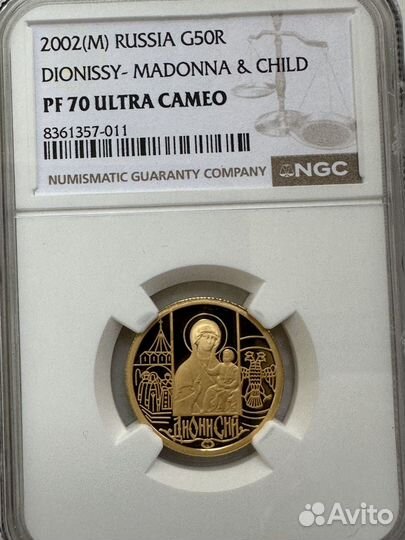 2002(M) RUSSIA G50R
DIONISSY- MADONNA & CHILD
PF 70 ULTRA CAMEO
8361357-011
NUMISMATIC GUARANTY COMPANY
NGC
ДИОНИСИЙ
Avito